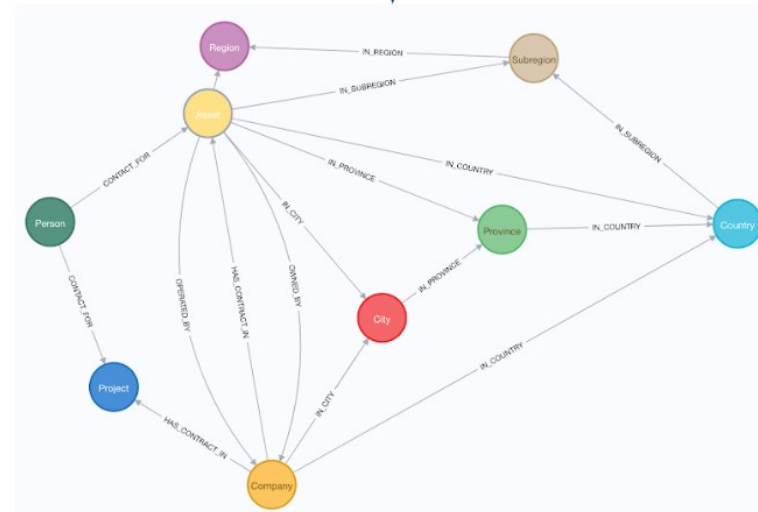 Region
IN_REGION
Subregion
IN_SUBREGION
Asset
IN_SUBREGION
CONTACT_FOR
IN_PROVINCE
IN_COUNTRY
Person
IN_CITY
Province
IN_COUNTRY
Country
CONTACT_FOR
OPERATED_BY
HAS_CONTRACT_IN
OWNED_BY
IN_PROVINCE
City
IN_COUNTRY
Project
IN_CITY
HAS_CONTRACT_IN
Company